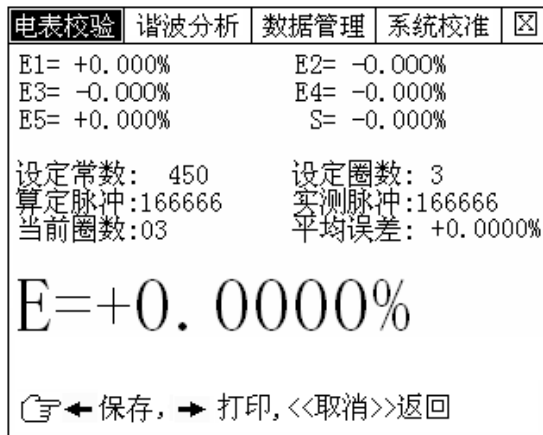 电表校验 谐波分析 数据管理 系统校准
E1= +0.000% E2= -0.000%
E3= -0.000% E4= -0.000%
E5= +0.000% S= -0.000%
设定常数: 450 设定圈数: 3
算定脉冲:166666 实测脉冲:166666
当前圈数:03 平均误差: +0.0000%
E=+0.0000%
← 保存, → 打印,<<取消>>返回